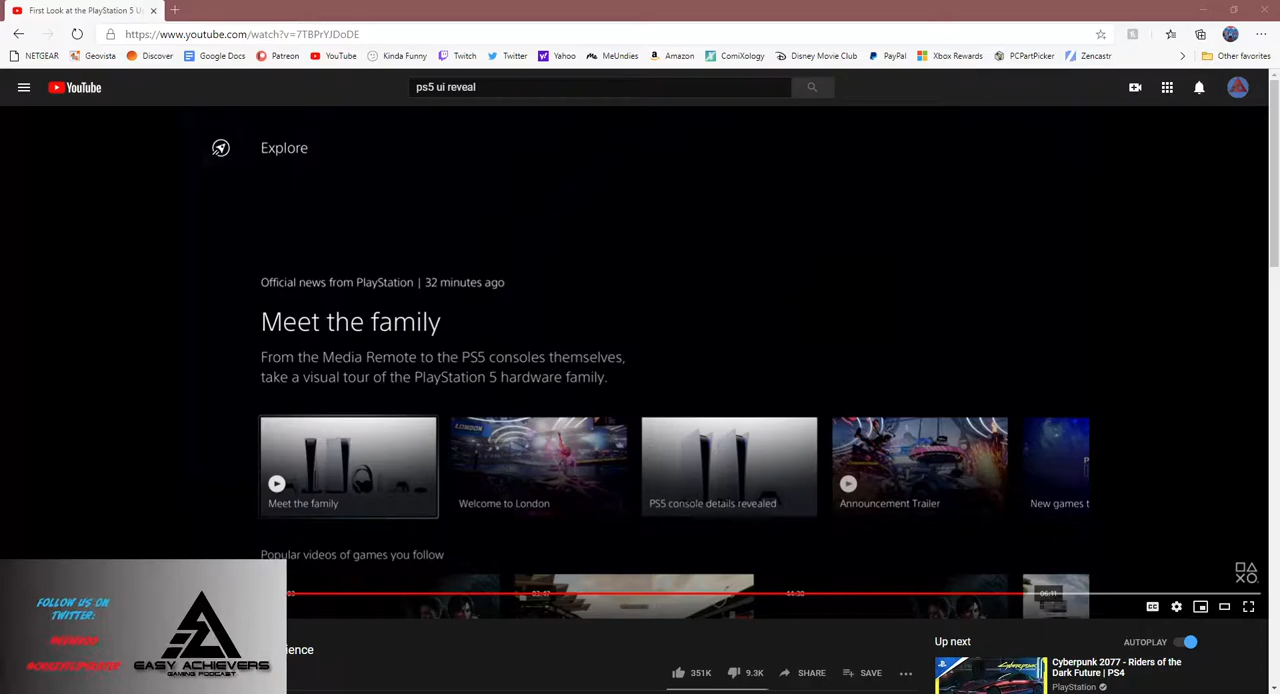 First Look at the PlayStation 5 U
https://www.youtube.com/watch?v=7TBPrYJDoDE
NETGEAR Geovista Discover Google Docs Patreon YouTube Kinda Funny Twitch Twitter Yahoo MeUndies Amazon ComiXology Disney Movie Club PayPal Xbox Rewards PCPartPicker Zencastr Other favorites
YouTube
ps5 ui reveal
Explore
Official news from PlayStation | 32 minutes ago
Meet the family
From the Media Remote to the PS5 consoles themselves,
take a visual tour of the PlayStation 5 hardware family.
LONDON
Meet the family Welcome to London PS5 console details revealed Announcement Trailer New games t
Popular videos of games you follow
FOLLOW US ON
TWITTER:
EASY ACHIEVERS
GAMING PODCAST
ience
351K 9.3K SHARE SAVE
Up next AUTOPLAY
Cyberpunk 2077 - Riders of the
Dark Future | PS4
PlayStation